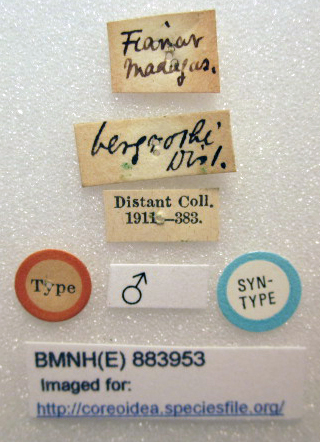 Fianar
Madagas.
bergrothi
Dist.
Distant Coll.
1911—383.
Type
♂
SYN-
TYPE
BMNH(E) 883953
Imaged for:
http://coreoidea.speciesfile.org/